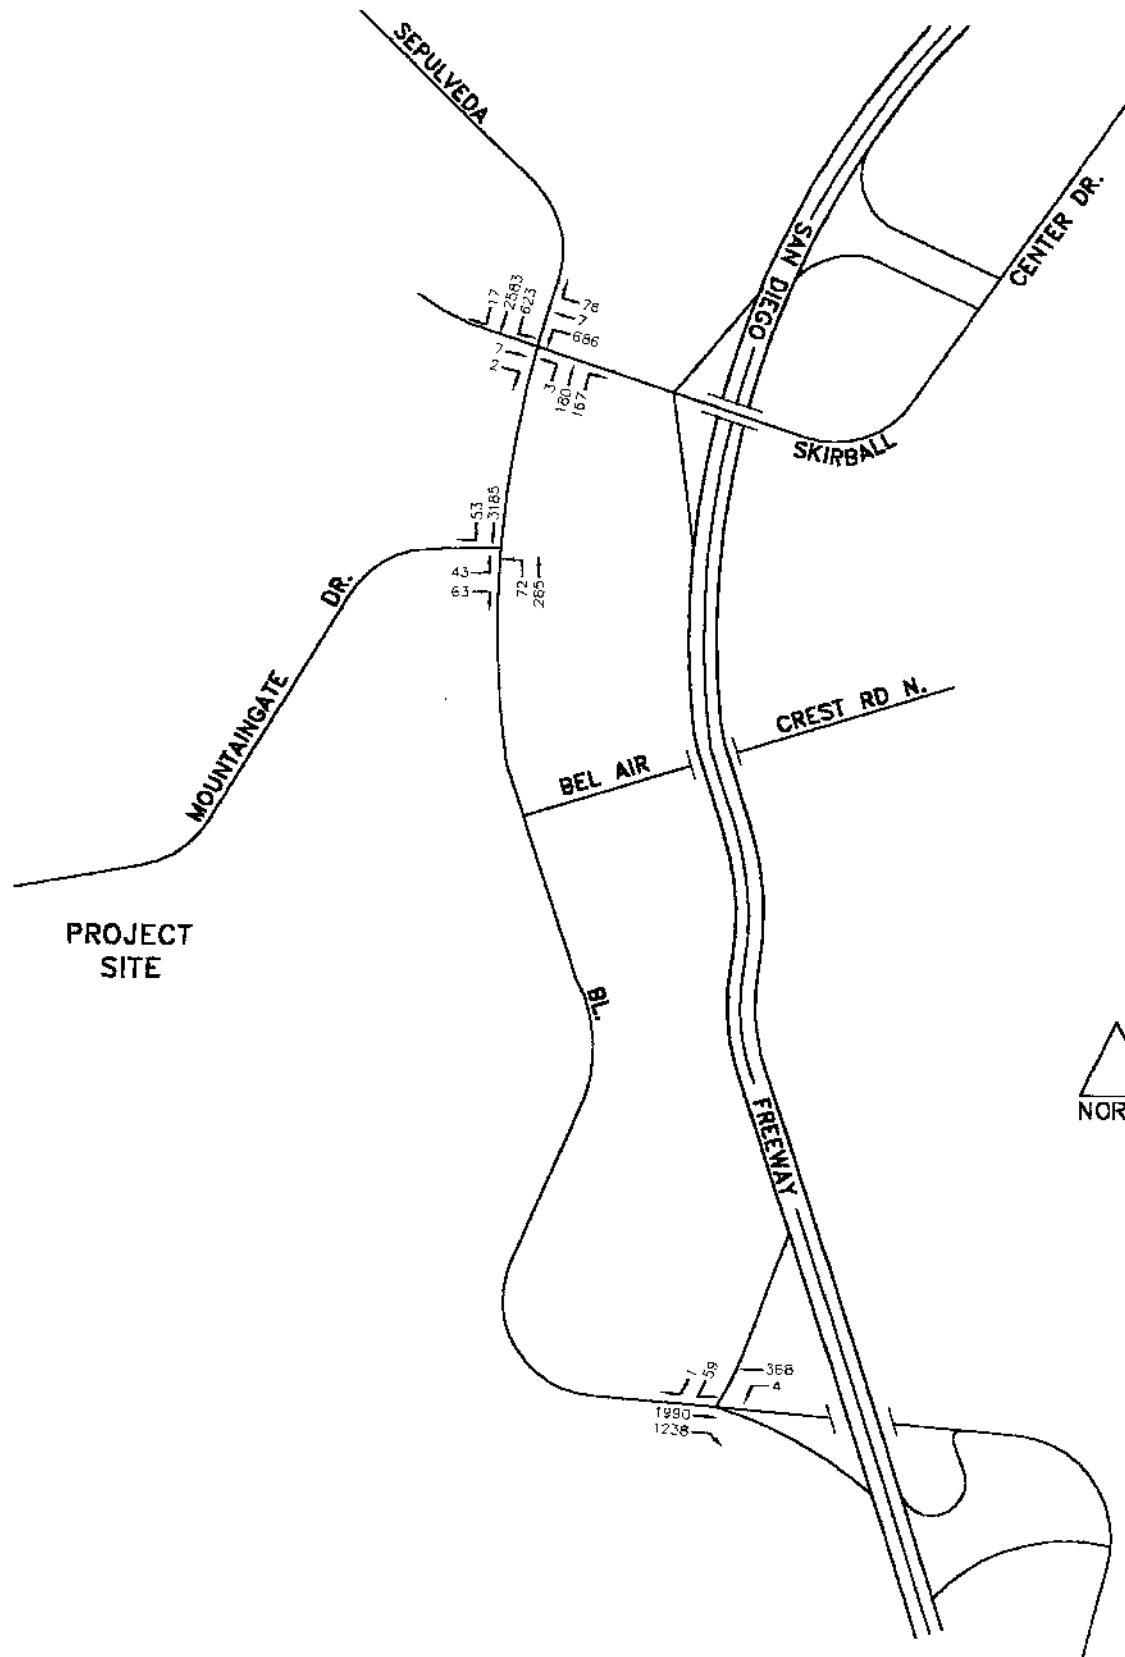 SEPULVEDA
SAN DIEGO
CENTER DR.
17
2583
623
78
7
686
7
2
3
180
167
SKIRBALL
53
3185
43
63
72
285
MOUNTAINGATE DR.
CREST RD N.
BEL AIR
PROJECT
SITE
BL.
NOR
FREEWAY
1
59
368
4
1990
1238